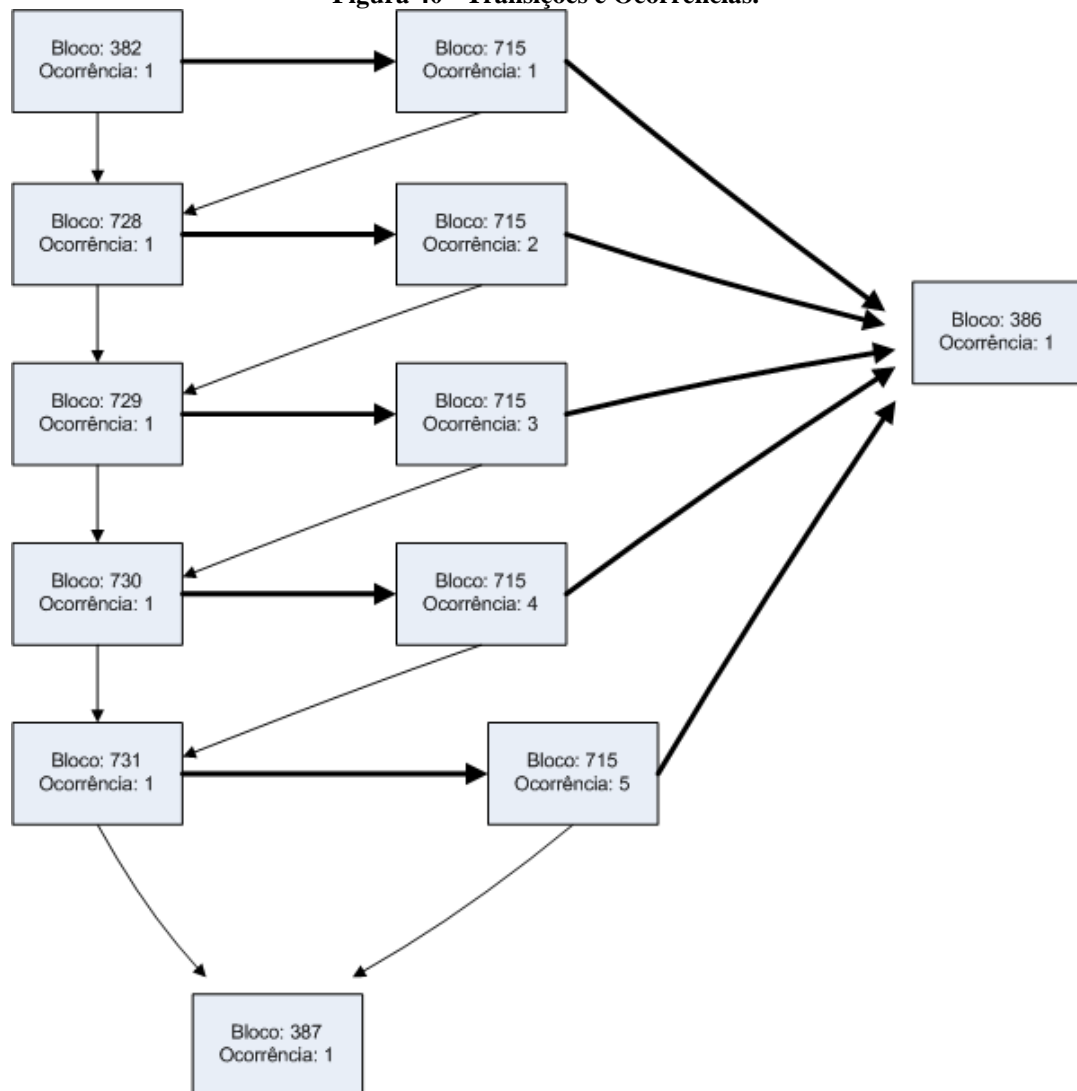 Figura 46 - Transições e Ocorrências.
Bloco: 382
Ocorrência: 1
Bloco: 715
Ocorrência: 1
Bloco: 728
Ocorrência: 1
Bloco: 715
Ocorrência: 2
Bloco: 386
Ocorrência: 1
Bloco: 729
Ocorrência: 1
Bloco: 715
Ocorrência: 3
Bloco: 730
Ocorrência: 1
Bloco: 715
Ocorrência: 4
Bloco: 731
Ocorrência: 1
Bloco: 715
Ocorrência: 5
Bloco: 387
Ocorrência: 1